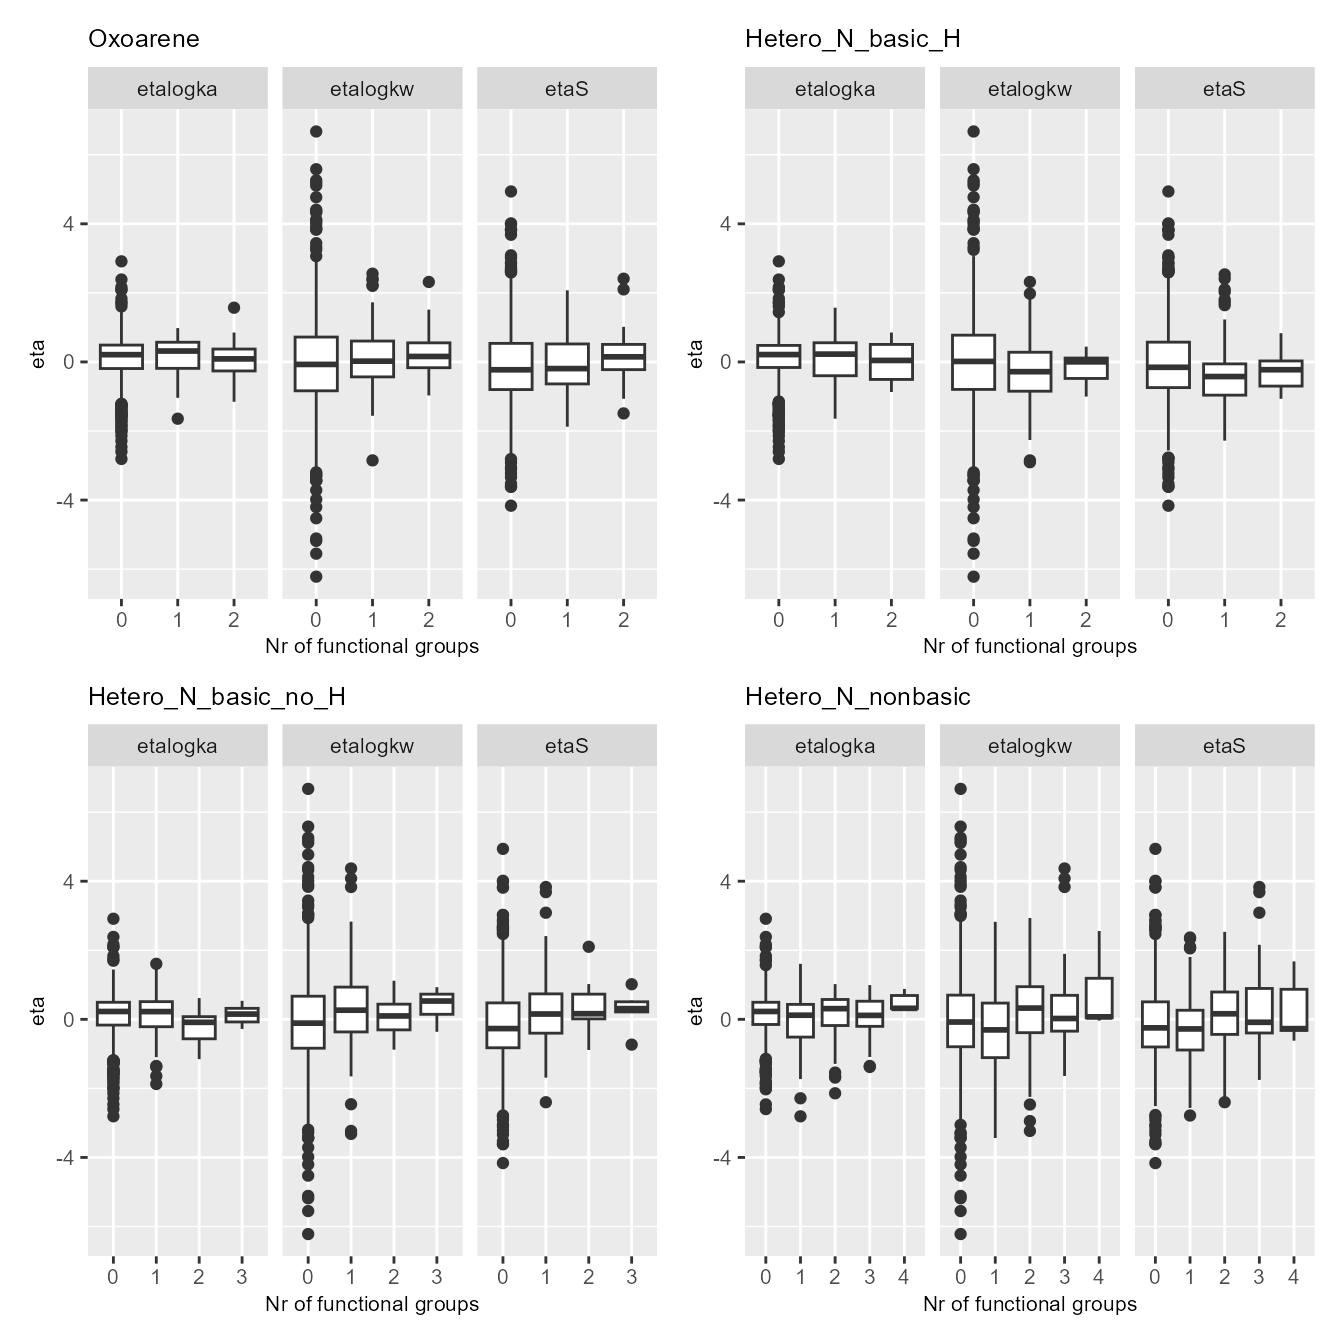 Oxoarene
etalogka etalogkw etaS
4
0
-4
eta
0 1 2 0 1 2 0 1 2
Nr of functional groups
Hetero_N_basic_H
etalogka etalogkw etaS
4
0
-4
eta
0 1 2 0 1 2 0 1 2
Nr of functional groups
Hetero_N_basic_no_H
etalogka etalogkw etaS
4
0
-4
eta
0 1 2 3 0 1 2 3 0 1 2 3
Nr of functional groups
Hetero_N_nonbasic
etalogka etalogkw etaS
4
0
-4
eta
0 1 2 3 4 0 1 2 3 4 0 1 2 3 4
Nr of functional groups